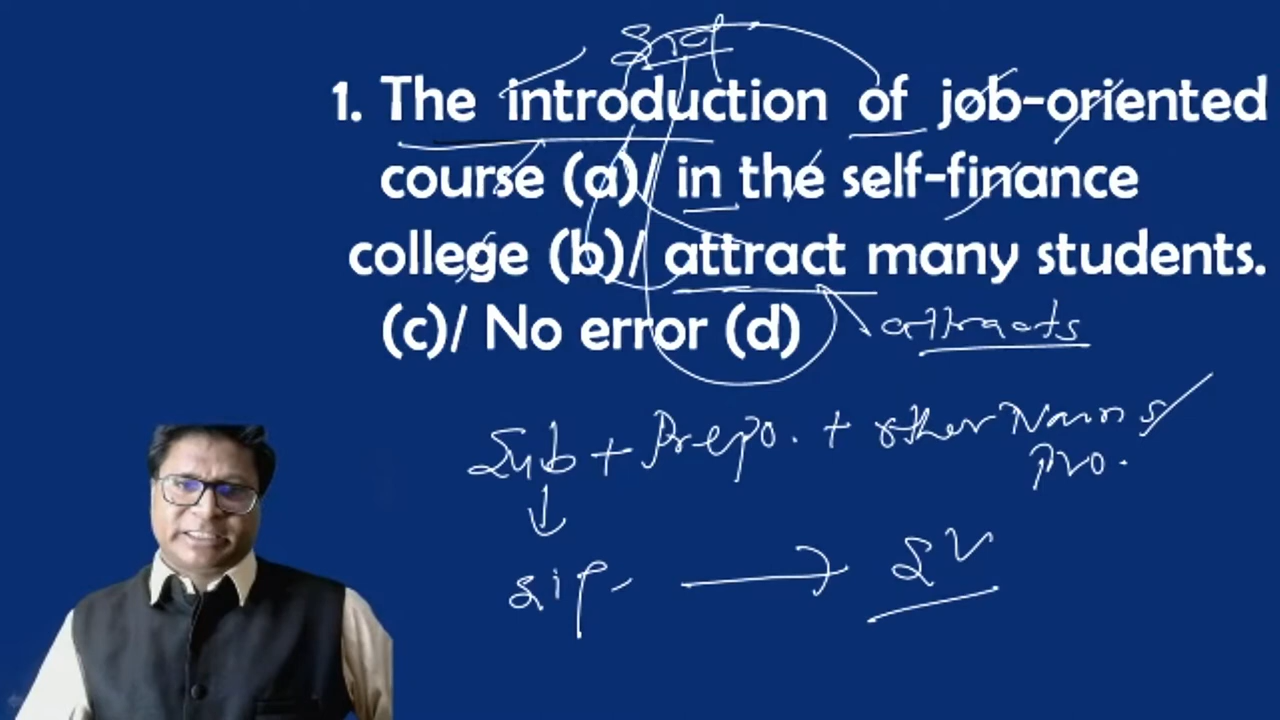 1. The introduction of job-oriented
course (a)/ in the self-finance
college (b)/ attract many students.
(c)/ No error (d)
attracts
Sub + Prepo. + other Nouns/
Pro.
SV